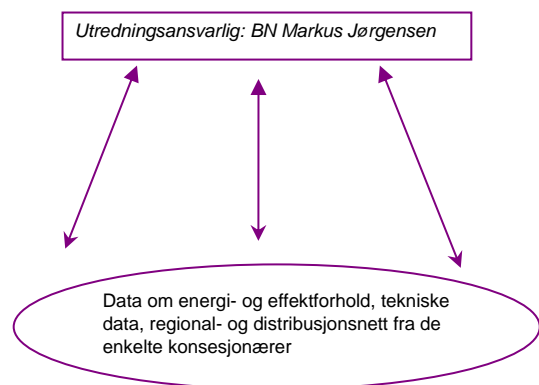 Utredningsansvarlig: BN Markus Jørgensen
Data om energi- og effektforhold, tekniske
data, regional- og distribusjonsnett fra de
enkelte konsesjonærer